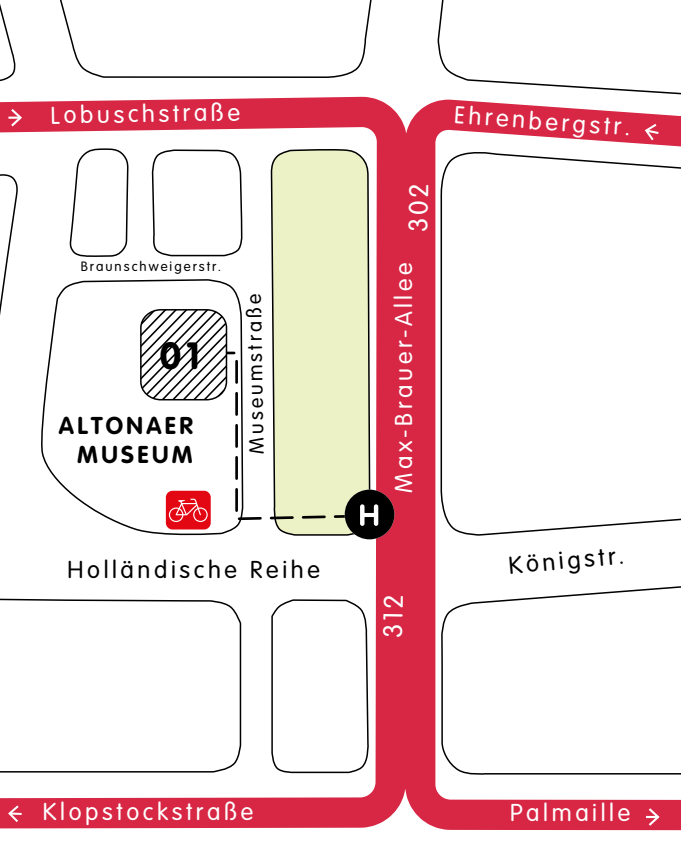 → Lobuschstraße
Ehrenbergstr. ←
302
Braunschweigerstr.
Museumstraße
Max-Brauer-Allee
01
ALTONAER
MUSEUM
H
Holländische Reihe
Königstr.
312
← Klopstockstraße
Palmaille →